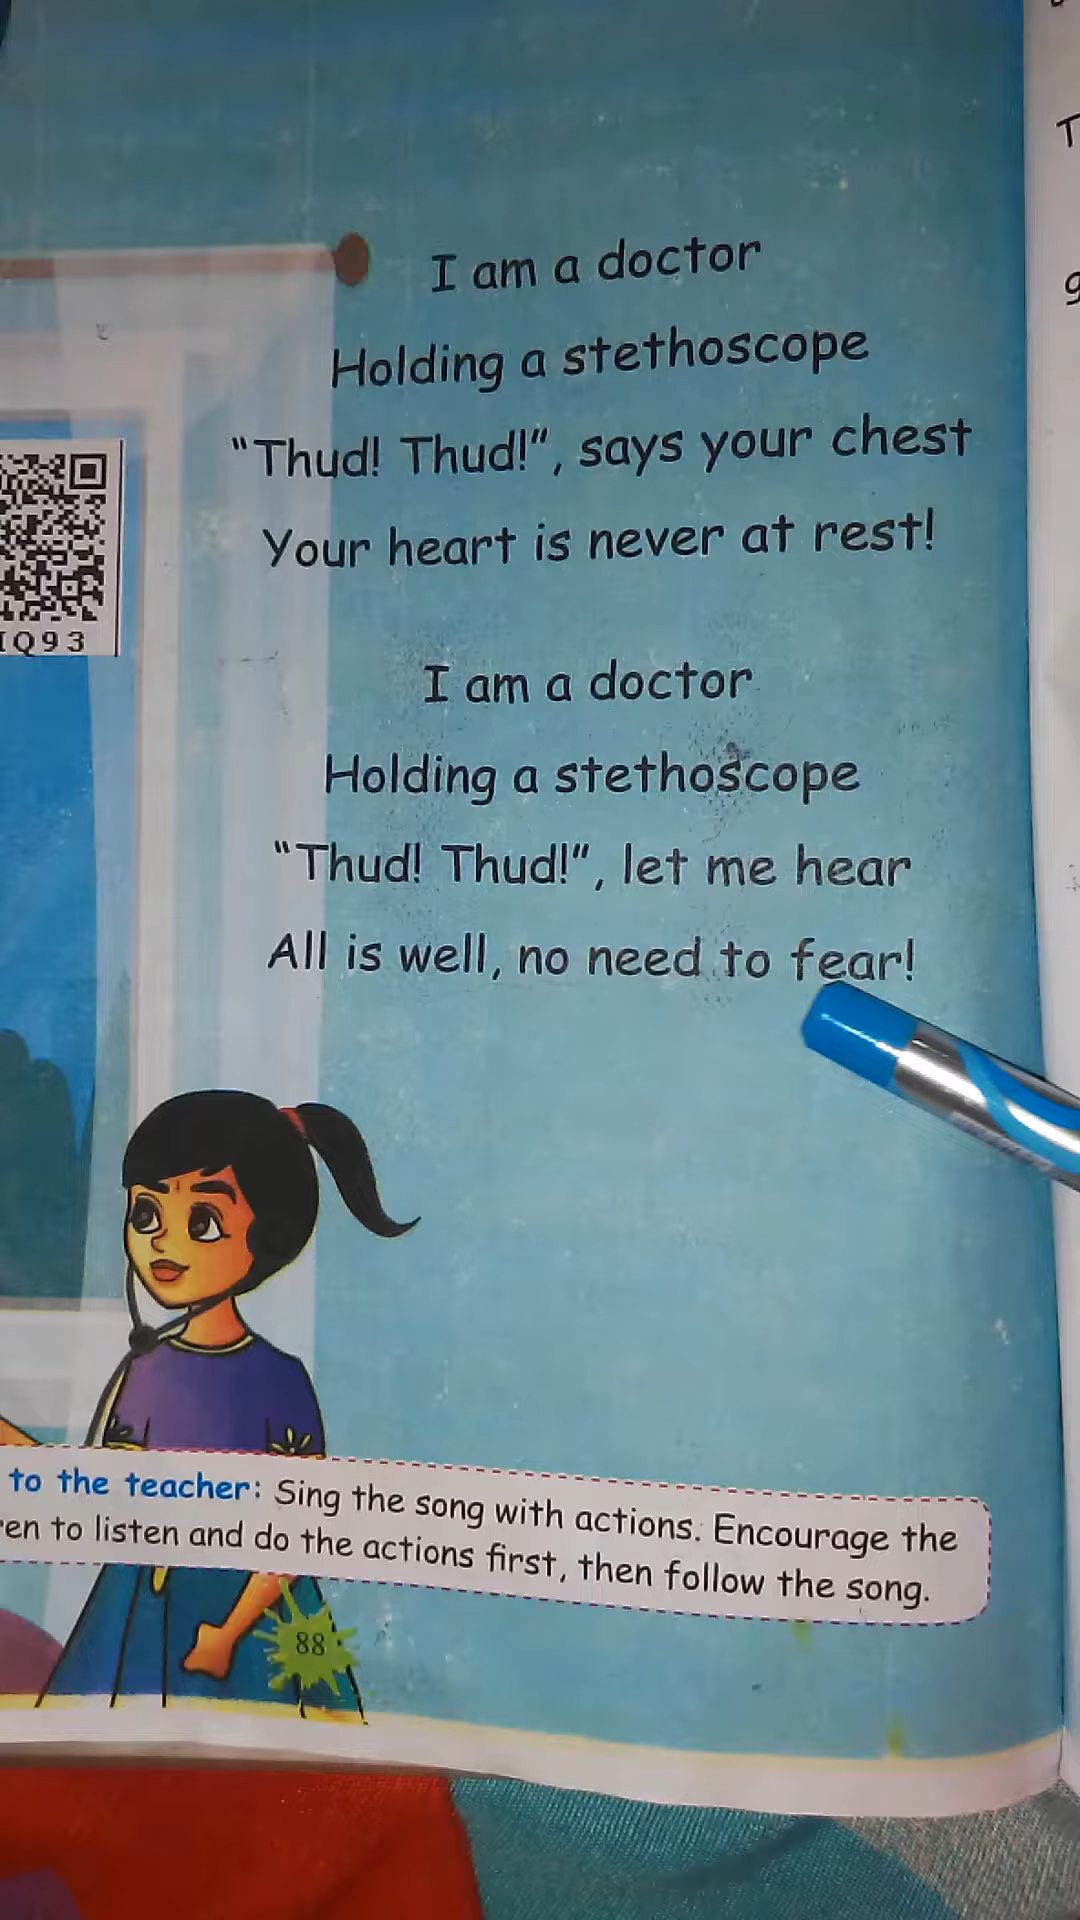 I am a doctor
Holding a stethoscope
"Thud! Thud!", says your chest
Your heart is never at rest!
IQ93
I am a doctor
Holding a stethoscope
"Thud! Thud!", let me hear
All is well, no need to fear!
to the teacher: Sing the song with actions. Encourage the
ren to listen and do the actions first, then follow the song.
88